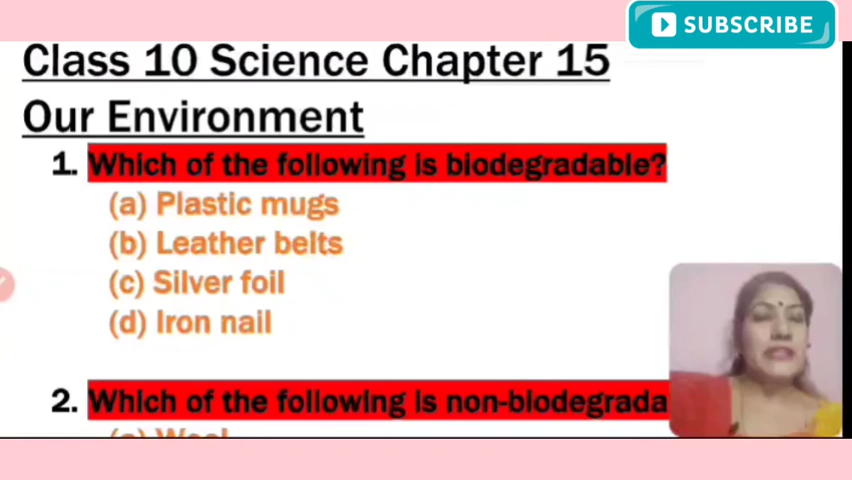 SUBSCRIBE
Class 10 Science Chapter 15
Our Environment
1. Which of the following is biodegradable?
(a) Plastic mugs
(b) Leather belts
(c) Silver foil
(d) Iron nail
2. Which of the following is non-biodegrada